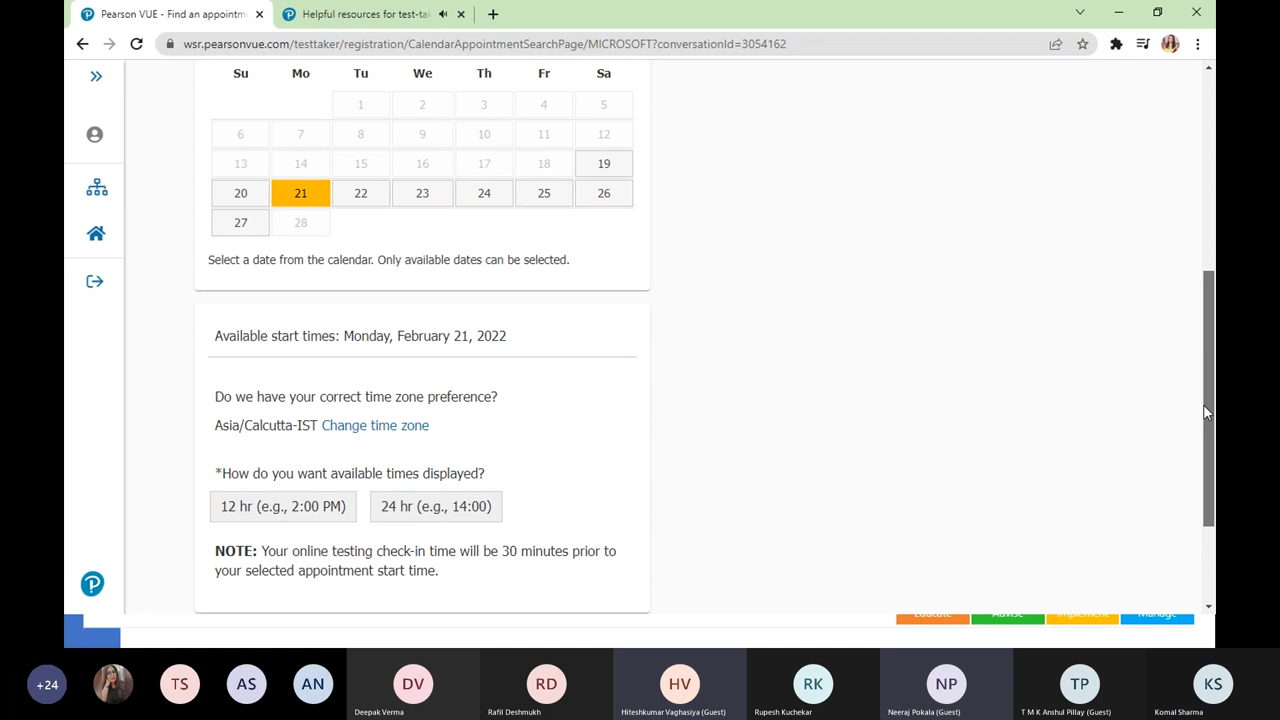 Pearson VUE - Find an appointm
Helpful resources for test-tak
wsr.pearsonvue.com/testtaker/registration/CalendarAppointmentSearchPage/MICROSOFT?conversationId=3054162
Su Mo Tu We Th Fr Sa
1 2 3 4 5
6 7 8 9 10 11 12
13 14 15 16 17 18 19
20 21 22 23 24 25 26
27 28
Select a date from the calendar. Only available dates can be selected.
Available start times: Monday, February 21, 2022
Do we have your correct time zone preference?
Asia/Calcutta-IST Change time zone
*How do you want available times displayed?
12 hr (e.g., 2:00 PM) 24 hr (e.g., 14:00)
NOTE: Your online testing check-in time will be 30 minutes prior to
your selected appointment start time.
Educate Advise Implement Manage
+24 TS AS AN DV RD HV RK NP TP KS
Deepak Verma Rafil Deshmukh Hiteshkumar Vaghasiya (Guest) Rupesh Kuchekar Neeraj Pokala (Guest) T M K Anshul Pillay (Guest) Komal Sharma